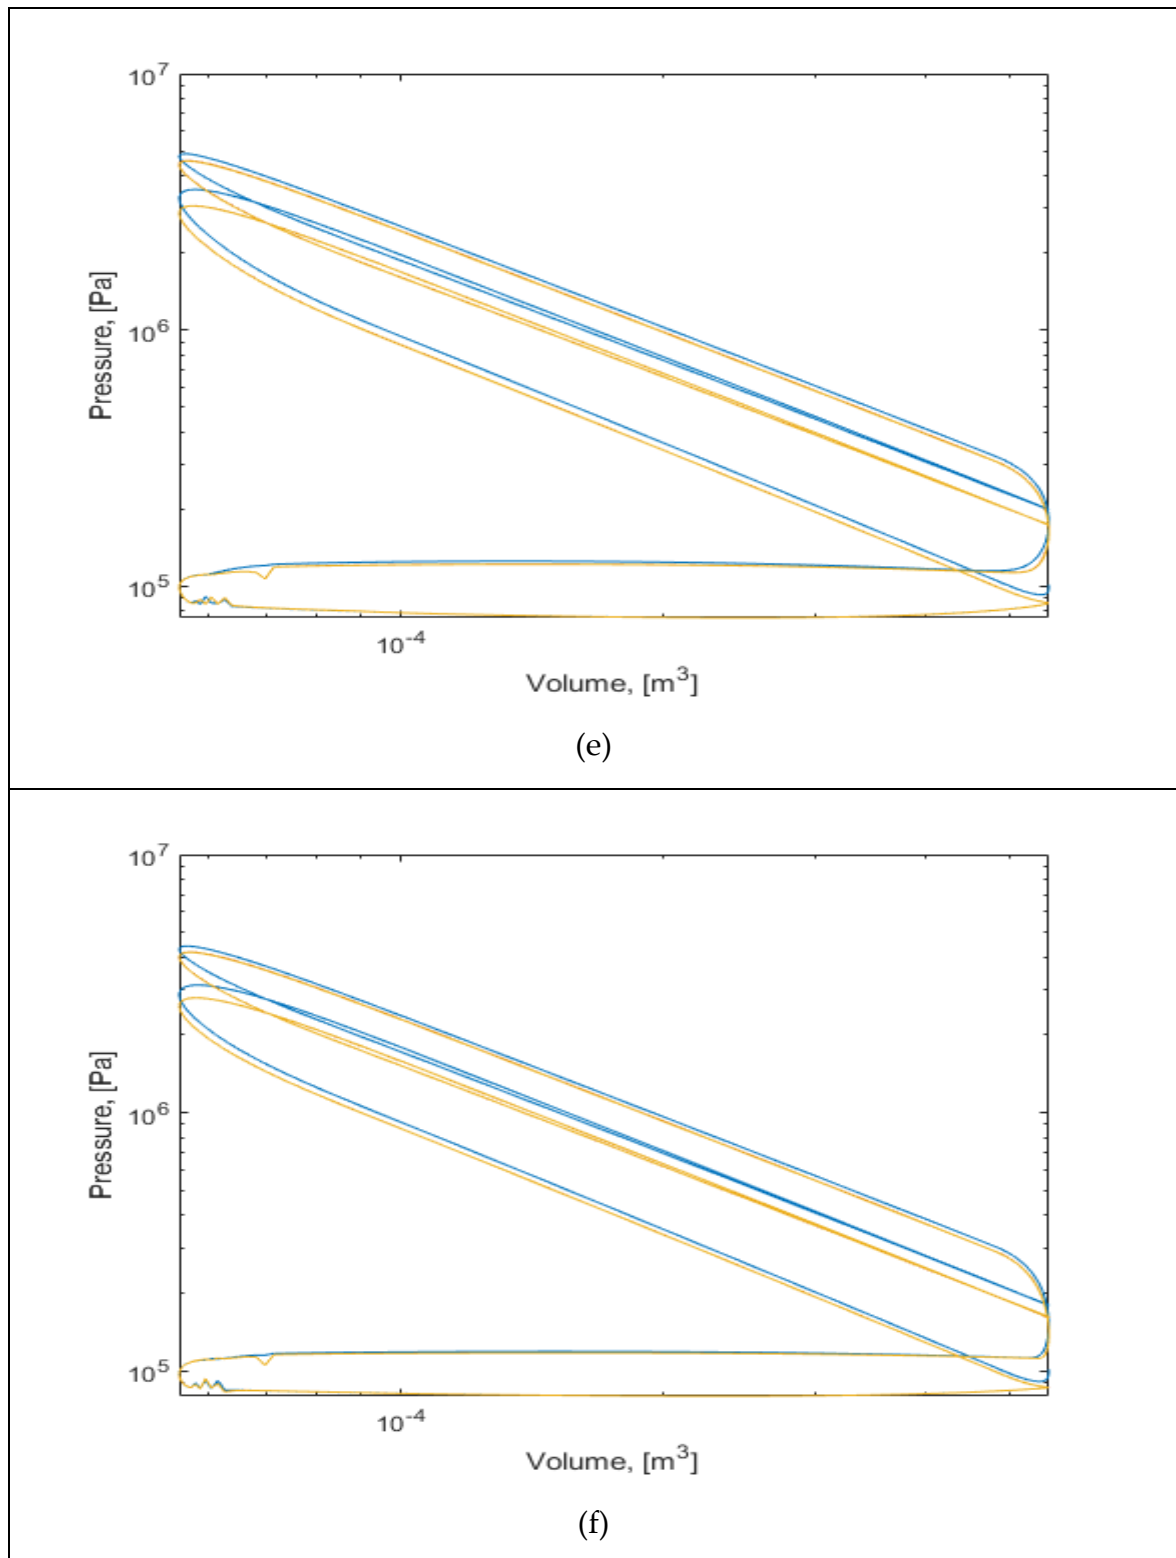 10^7
10^6
10^5
Pressure, [Pa]
10^-4
Volume, [m^3]
(e)
10^7
10^6
10^5
Pressure, [Pa]
10^-4
Volume, [m^3]
(f)